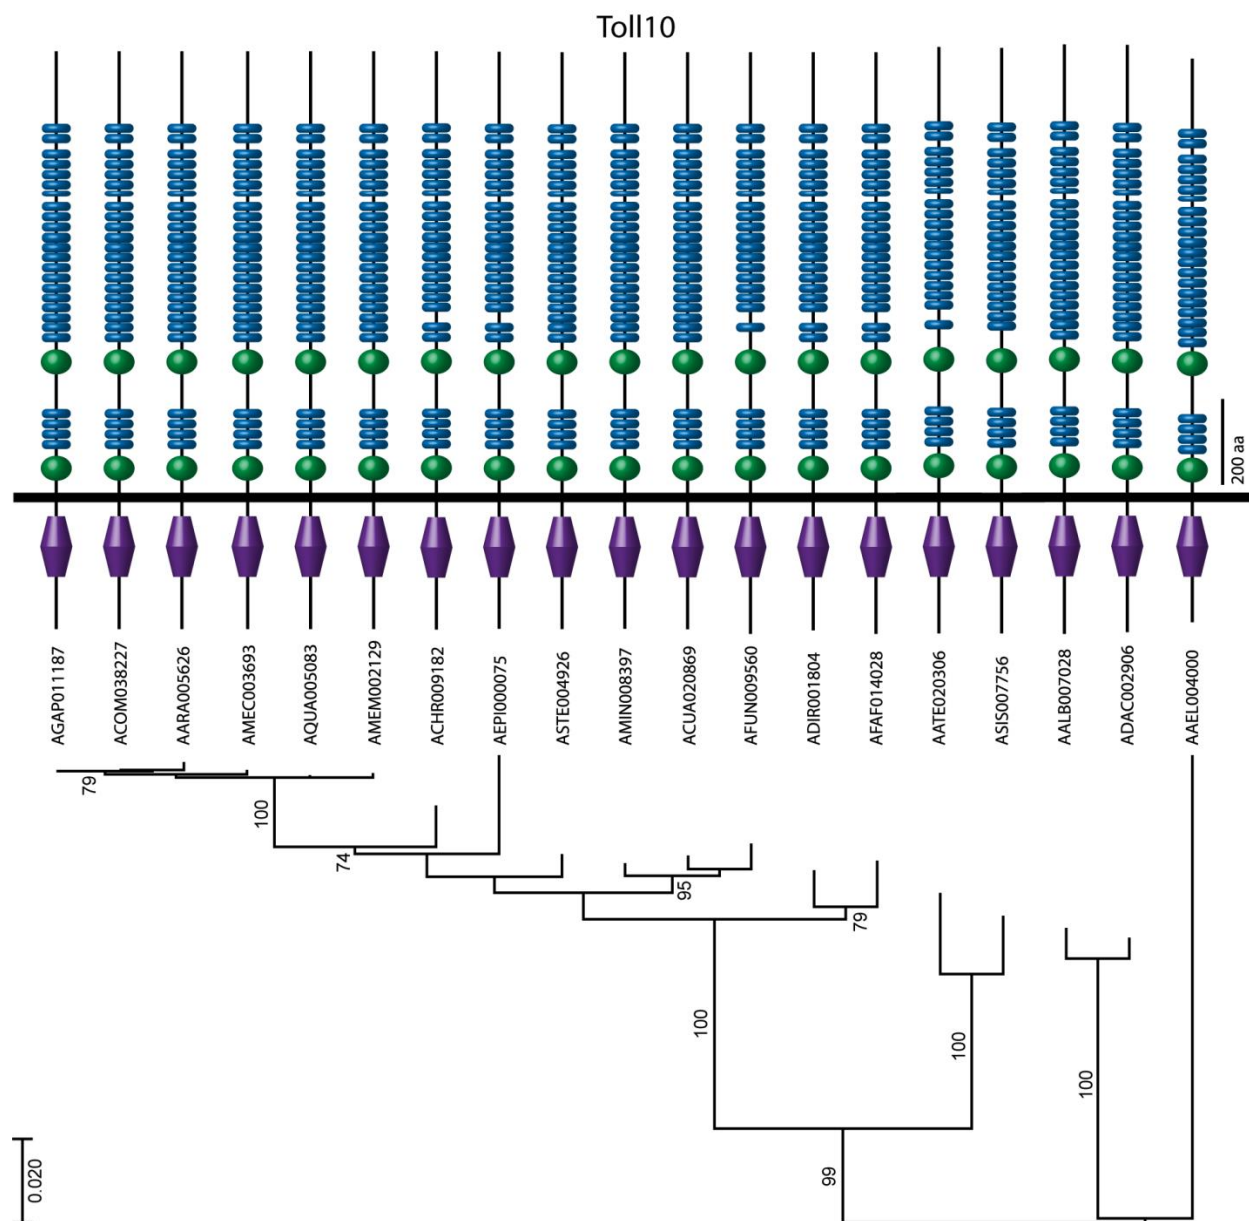 Toll10
200 aa
AGAP011187
ACOM038227
AARA005626
AMEC003693
AQUA005083
AMEM002129
ACHR009182
AEPI000075
ASTE004926
AMIN008397
ACUA020869
AFUN009560
ADIR001804
AFAF014028
AATE020306
ASIS007756
AALB007028
ADAC002906
AAEL004000
79
100
74
95
79
100
100
100
99
0.020